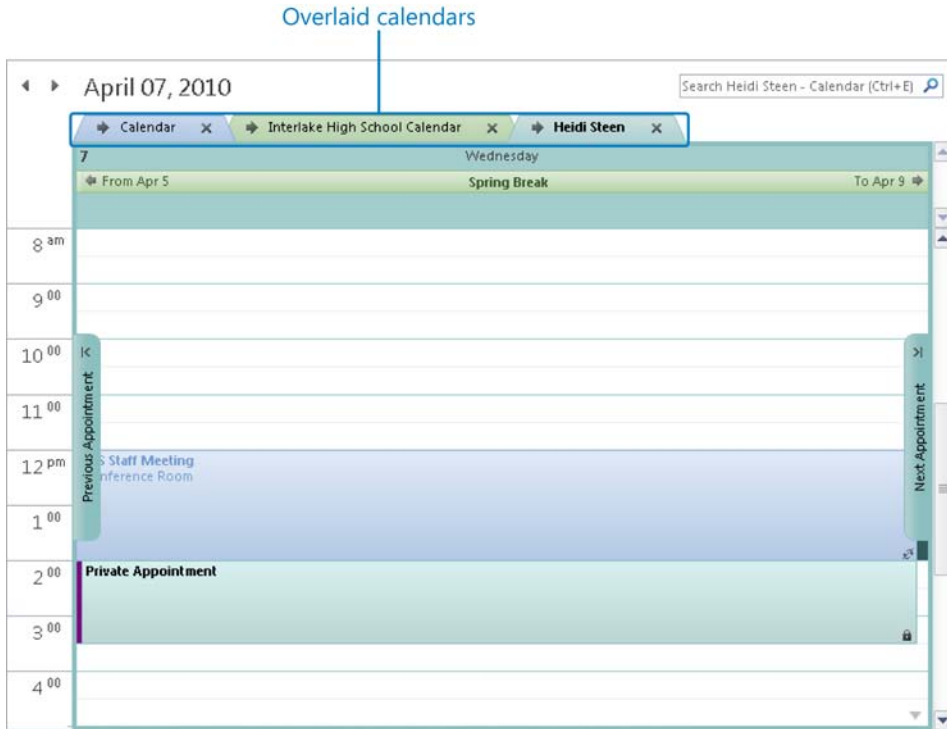 Overlaid calendars
April 07, 2010
Search Heidi Steen - Calendar (Ctrl+E)
Calendar
Interlake High School Calendar
Heidi Steen
7 Wednesday
From Apr 5 Spring Break To Apr 9
8 am
9 00
10 00
Previous Appointment
Next Appointment
11 00
12 pm
S Staff Meeting
nference Room
1 00
2 00
Private Appointment
3 00
4 00